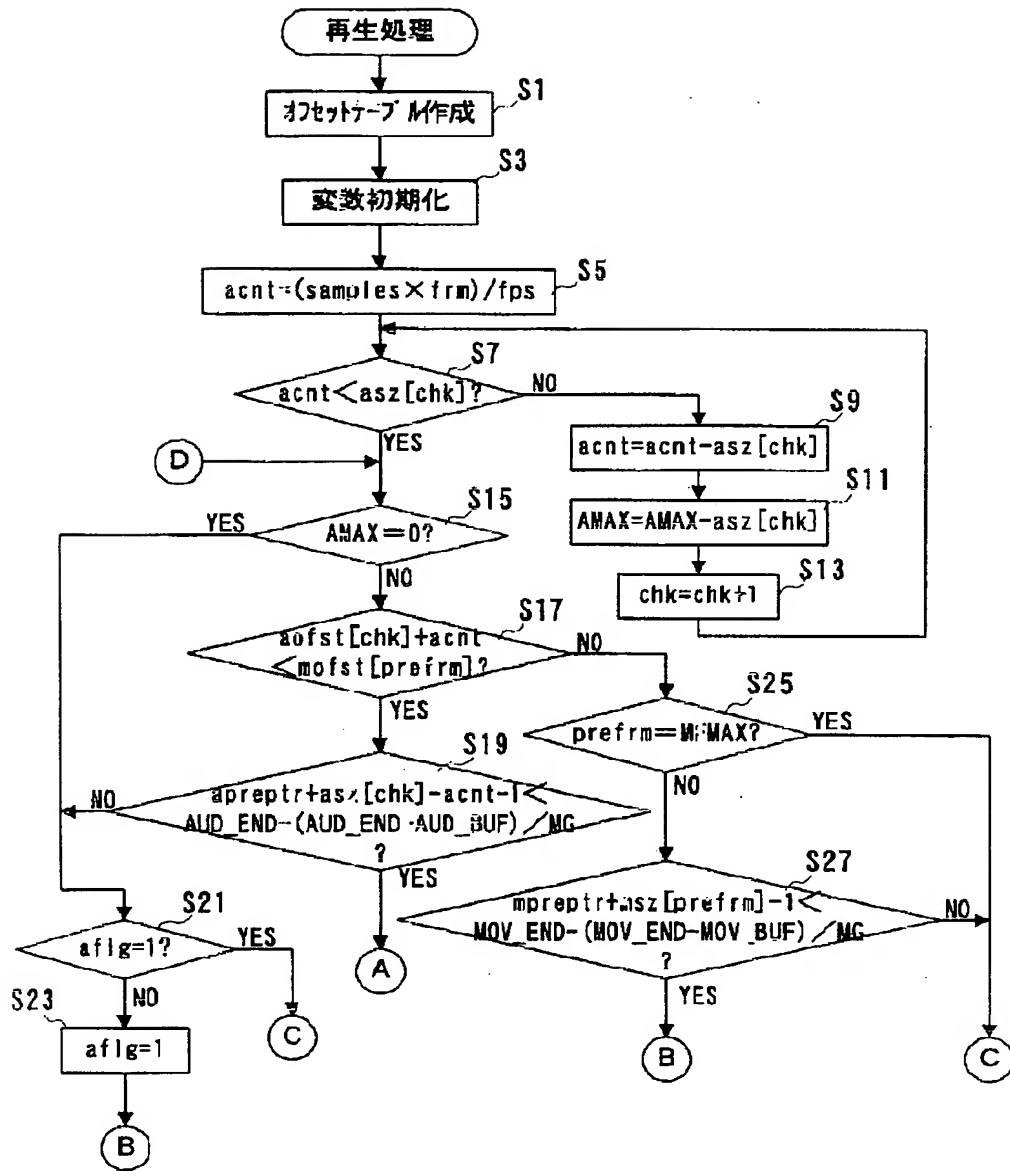 再生処理
S1
オフセットテーブル作成
S3
変数初期化
S5
acnt=(samples×frm)/fps
S7
acnt<asz[chk]?
NO
YES
S9
acnt=acnt-asz[chk]
D
S11
AMAX=AMAX-asz[chk]
S13
chk=chk+1
S15
YES
AMAX==0?
NO
S17
aofst[chk]+acnt
<mofst[prefrm]?
NO
YES
S25
prefrm==MFMAX?
YES
NO
S19
NO
apreptr+asz[chk]-acnt-1<
AUD_END-(AUD_END-AUD_BUF)/MG
?
YES
S27
mpreptr+msz[prefrm]-1<
MOV_END-(MOV_END-MOV_BUF)/MG
?
NO
YES
S21
aflg=1?
YES
NO
A
S23
aflg=1
C
B
C
B